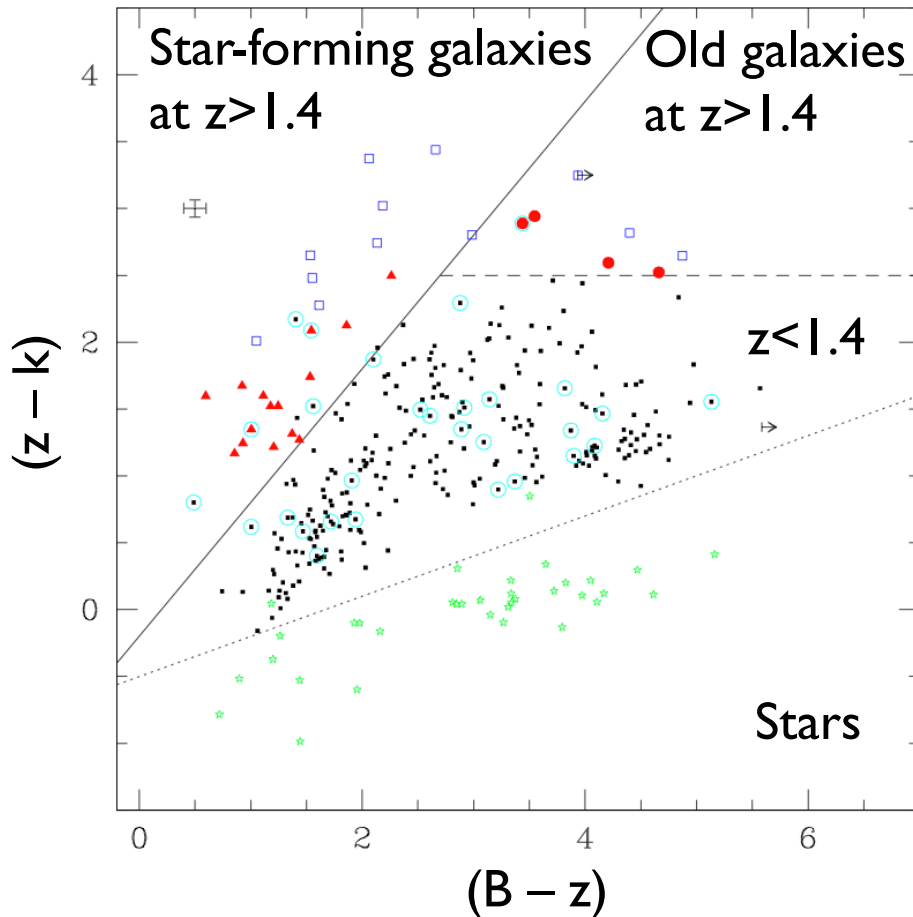 Star-forming galaxies
at z>1.4
Old galaxies
at z>1.4
z<1.4
Stars
4
2
0
0
2
4
6
(z – k)
(B – z)